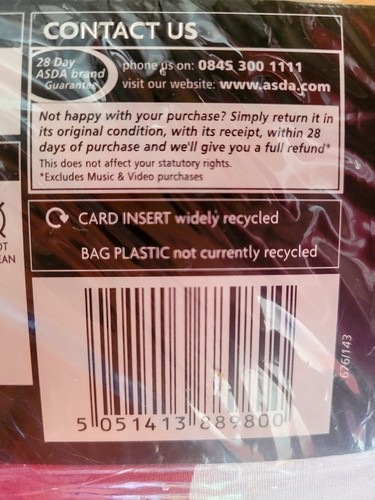 CONTACT US
28 Day
ASDA brand
Guarantee
phone us on: 0845 300 1111
visit our website: www.asda.com
Not happy with your purchase? Simply return it in
its original condition, with its receipt, within 28
days of purchase and we'll give you a full refund*
This does not affect your statutory rights.
*Excludes Music & Video purchases
CARD INSERT widely recycled
BAG PLASTIC not currently recycled
676/143
5 051413 889800